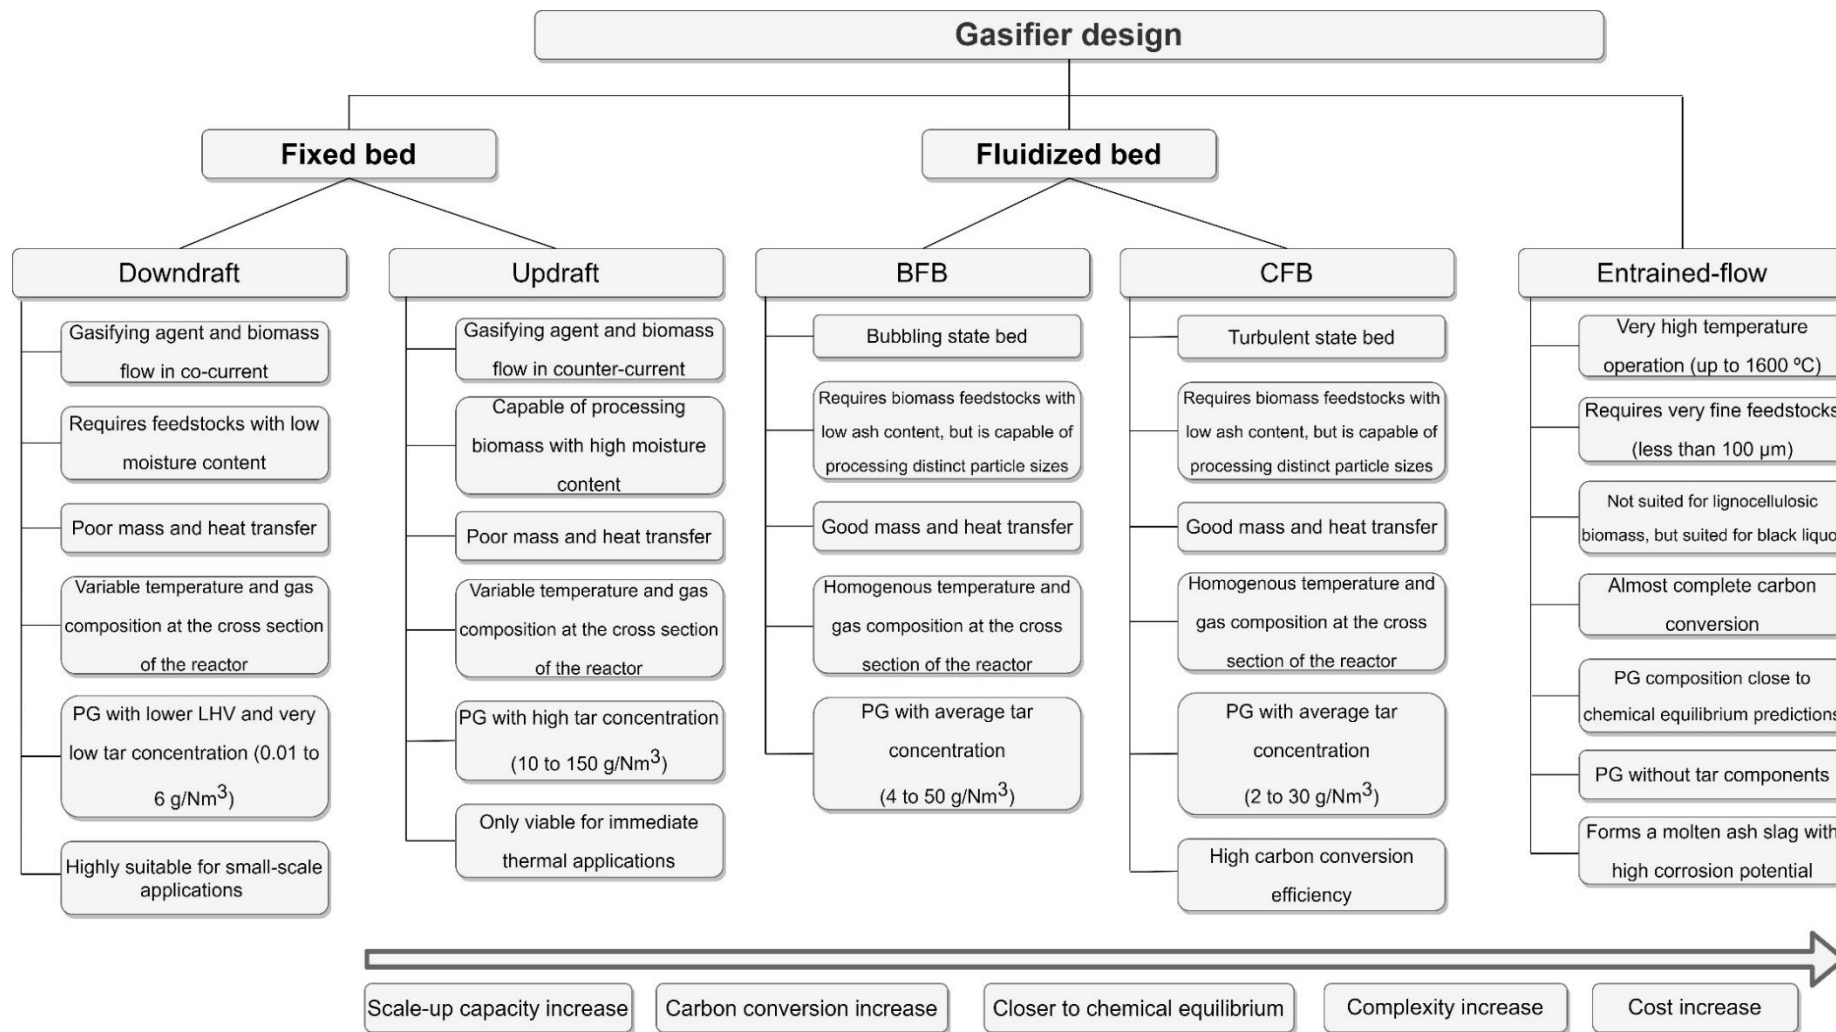 Gasifier design
Fixed bed
Fluidized bed
Downdraft
Gasifying agent and biomass
flow in co-current
Requires feedstocks with low
moisture content
Poor mass and heat transfer
Variable temperature and gas
composition at the cross section
of the reactor
PG with lower LHV and very
low tar concentration (0.01 to
6 g/Nm³)
Highly suitable for small-scale
applications
Updraft
Gasifying agent and biomass
flow in counter-current
Capable of processing
biomass with high moisture
content
Poor mass and heat transfer
Variable temperature and gas
composition at the cross section
of the reactor
PG with high tar concentration
(10 to 150 g/Nm³)
Only viable for immediate
thermal applications
BFB
Bubbling state bed
Requires biomass feedstocks with
low ash content, but is capable of
processing distinct particle sizes
Good mass and heat transfer
Homogenous temperature and
gas composition at the cross
section of the reactor
PG with average tar
concentration
(4 to 50 g/Nm³)
CFB
Turbulent state bed
Requires biomass feedstocks with
low ash content, but is capable of
processing distinct particle sizes
Good mass and heat transfer
Homogenous temperature and
gas composition at the cross
section of the reactor
PG with average tar
concentration
(2 to 30 g/Nm³)
High carbon conversion
efficiency
Entrained-flow
Very high temperature
operation (up to 1600 ºC)
Requires very fine feedstocks
(less than 100 µm)
Not suited for lignocellulosic
biomass, but suited for black liquo
Almost complete carbon
conversion
PG composition close to
chemical equilibrium predictions
PG without tar components
Forms a molten ash slag with
high corrosion potential
Scale-up capacity increase
Carbon conversion increase
Closer to chemical equilibrium
Complexity increase
Cost increase